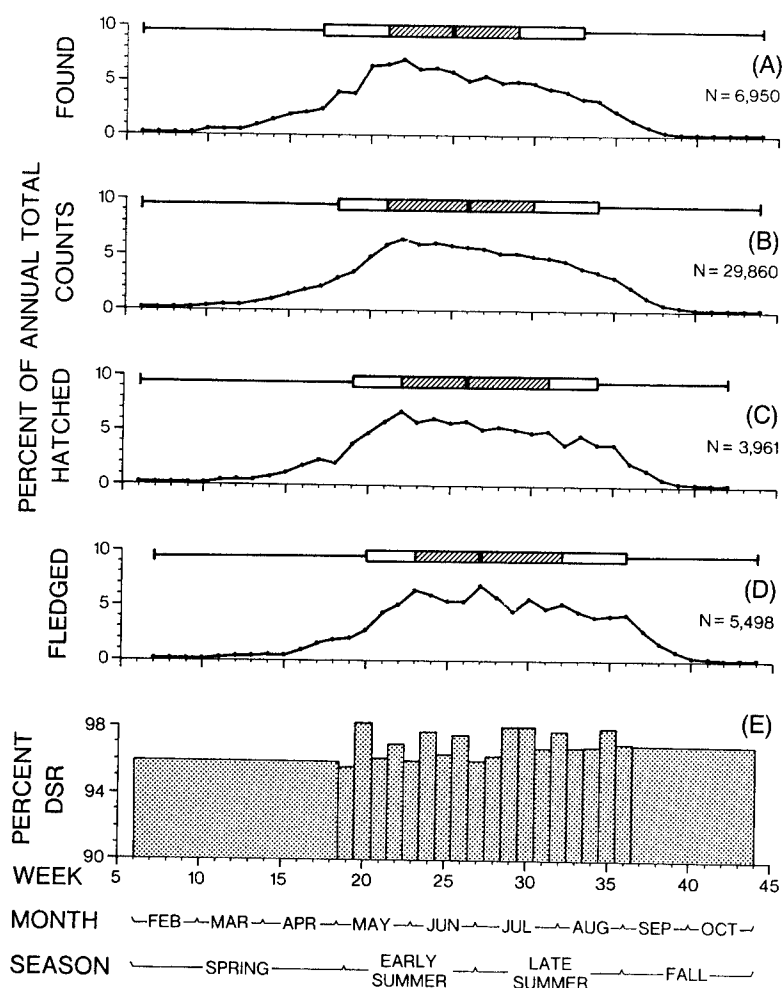 PERCENT OF ANNUAL TOTAL
FOUND
10
5
0
(A)
N = 6,950
COUNTS
10
5
0
(B)
N = 29,860
HATCHED
10
5
0
(C)
N = 3,961
FLEDGED
10
5
0
(D)
N = 5,498
PERCENT
DSR
98
94
90
(E)
WEEK 5 10 15 20 25 30 35 40 45
MONTH FEB MAR APR MAY JUN JUL AUG SEP OCT
SEASON SPRING EARLY SUMMER LATE SUMMER FALL